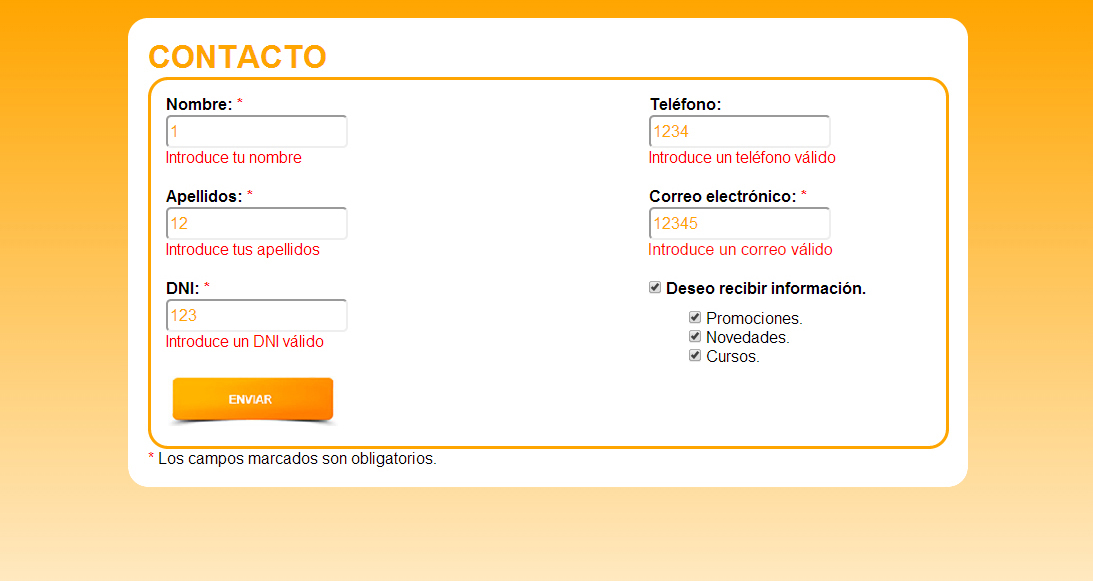 CONTACTO
Nombre: *
1
Introduce tu nombre
Apellidos: *
12
Introduce tus apellidos
DNI: *
123
Introduce un DNI válido
ENVIAR
Teléfono:
1234
Introduce un teléfono válido
Correo electrónico: *
12345
Introduce un correo válido
Deseo recibir información.
Promociones.
Novedades.
Cursos.
* Los campos marcados son obligatorios.